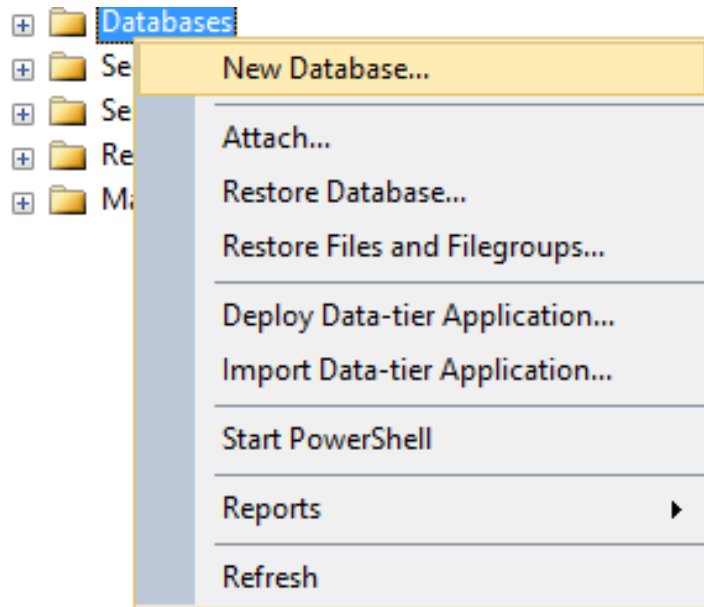 Databases
New Database...
Attach...
Restore Database...
Restore Files and Filegroups...
Deploy Data-tier Application...
Import Data-tier Application...
Start PowerShell
Reports
Refresh